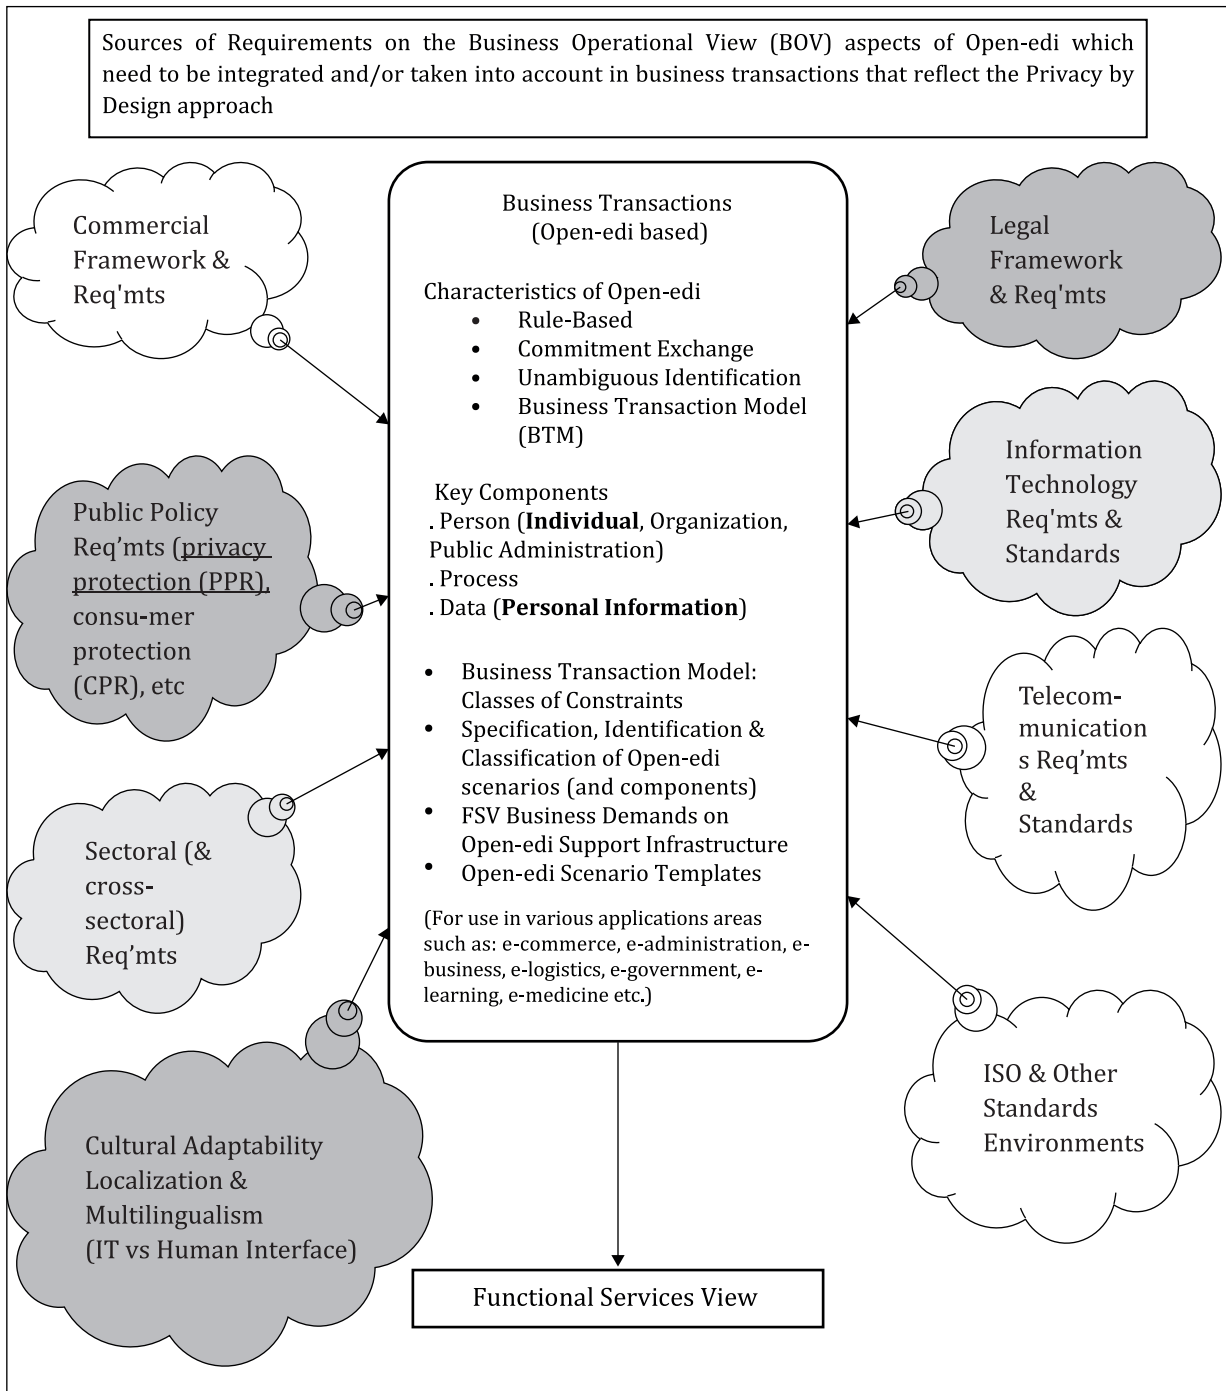 Sources of Requirements on the Business Operational View (BOV) aspects of Open-edi which
need to be integrated and/or taken into account in business transactions that reflect the Privacy by
Design approach
Commercial
Framework &
Req'mts
Public Policy
Req’mts (privacy
protection (PPR),
consu-mer
protection
(CPR), etc
Sectoral (&
cross-
sectoral)
Req’mts
Cultural Adaptability
Localization &
Multilingualism
(IT vs Human Interface)
Business Transactions
(Open-edi based)
Characteristics of Open-edi
• Rule-Based
• Commitment Exchange
• Unambiguous Identification
• Business Transaction Model
(BTM)
Key Components
. Person (Individual, Organization,
Public Administration)
. Process
. Data (Personal Information)
• Business Transaction Model:
Classes of Constraints
• Specification, Identification &
Classification of Open-edi
scenarios (and components)
• FSV Business Demands on
Open-edi Support Infrastructure
• Open-edi Scenario Templates
(For use in various applications areas
such as: e-commerce, e-administration, e-
business, e-logistics, e-government, e-
learning, e-medicine etc.)
Legal
Framework
& Req'mts
Information
Technology
Req'mts &
Standards
Telecom-
munication
s Req’mts
&
Standards
ISO & Other
Standards
Environments
Functional Services View